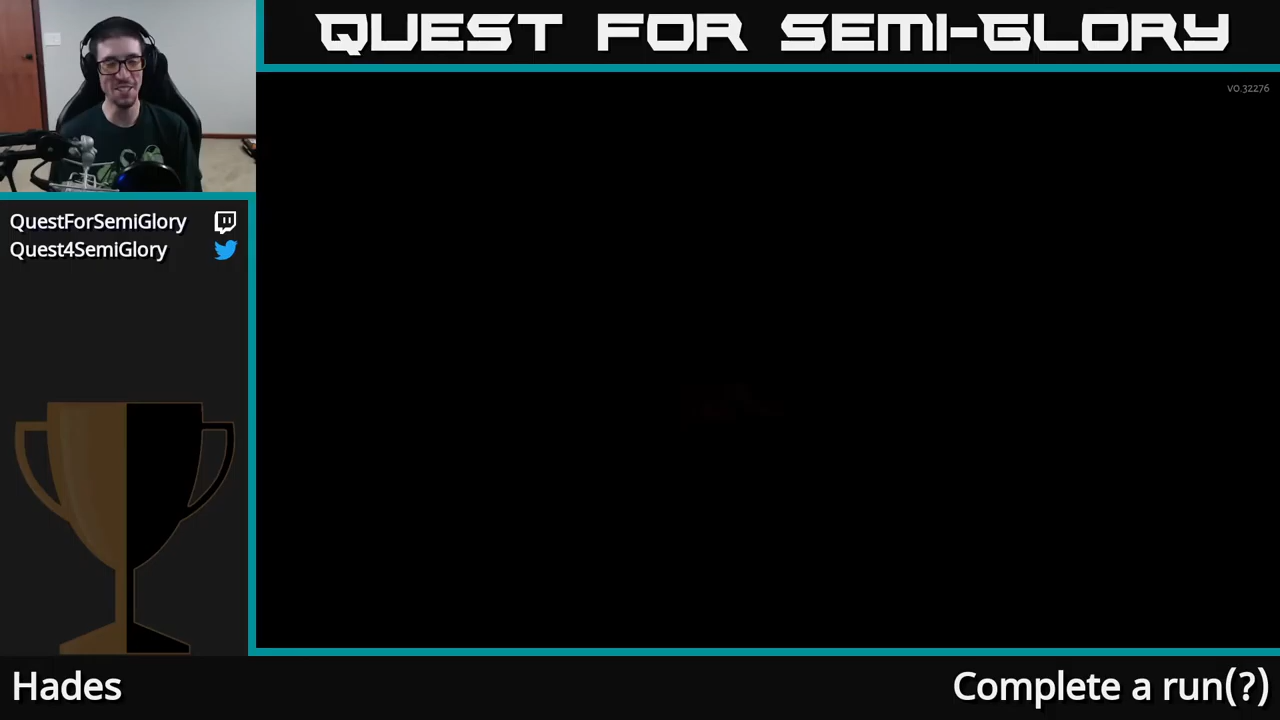 QUEST FOR SEMI-GLORY
v0.32276
QuestForSemiGlory
Quest4SemiGlory
Hades
Complete a run(?)